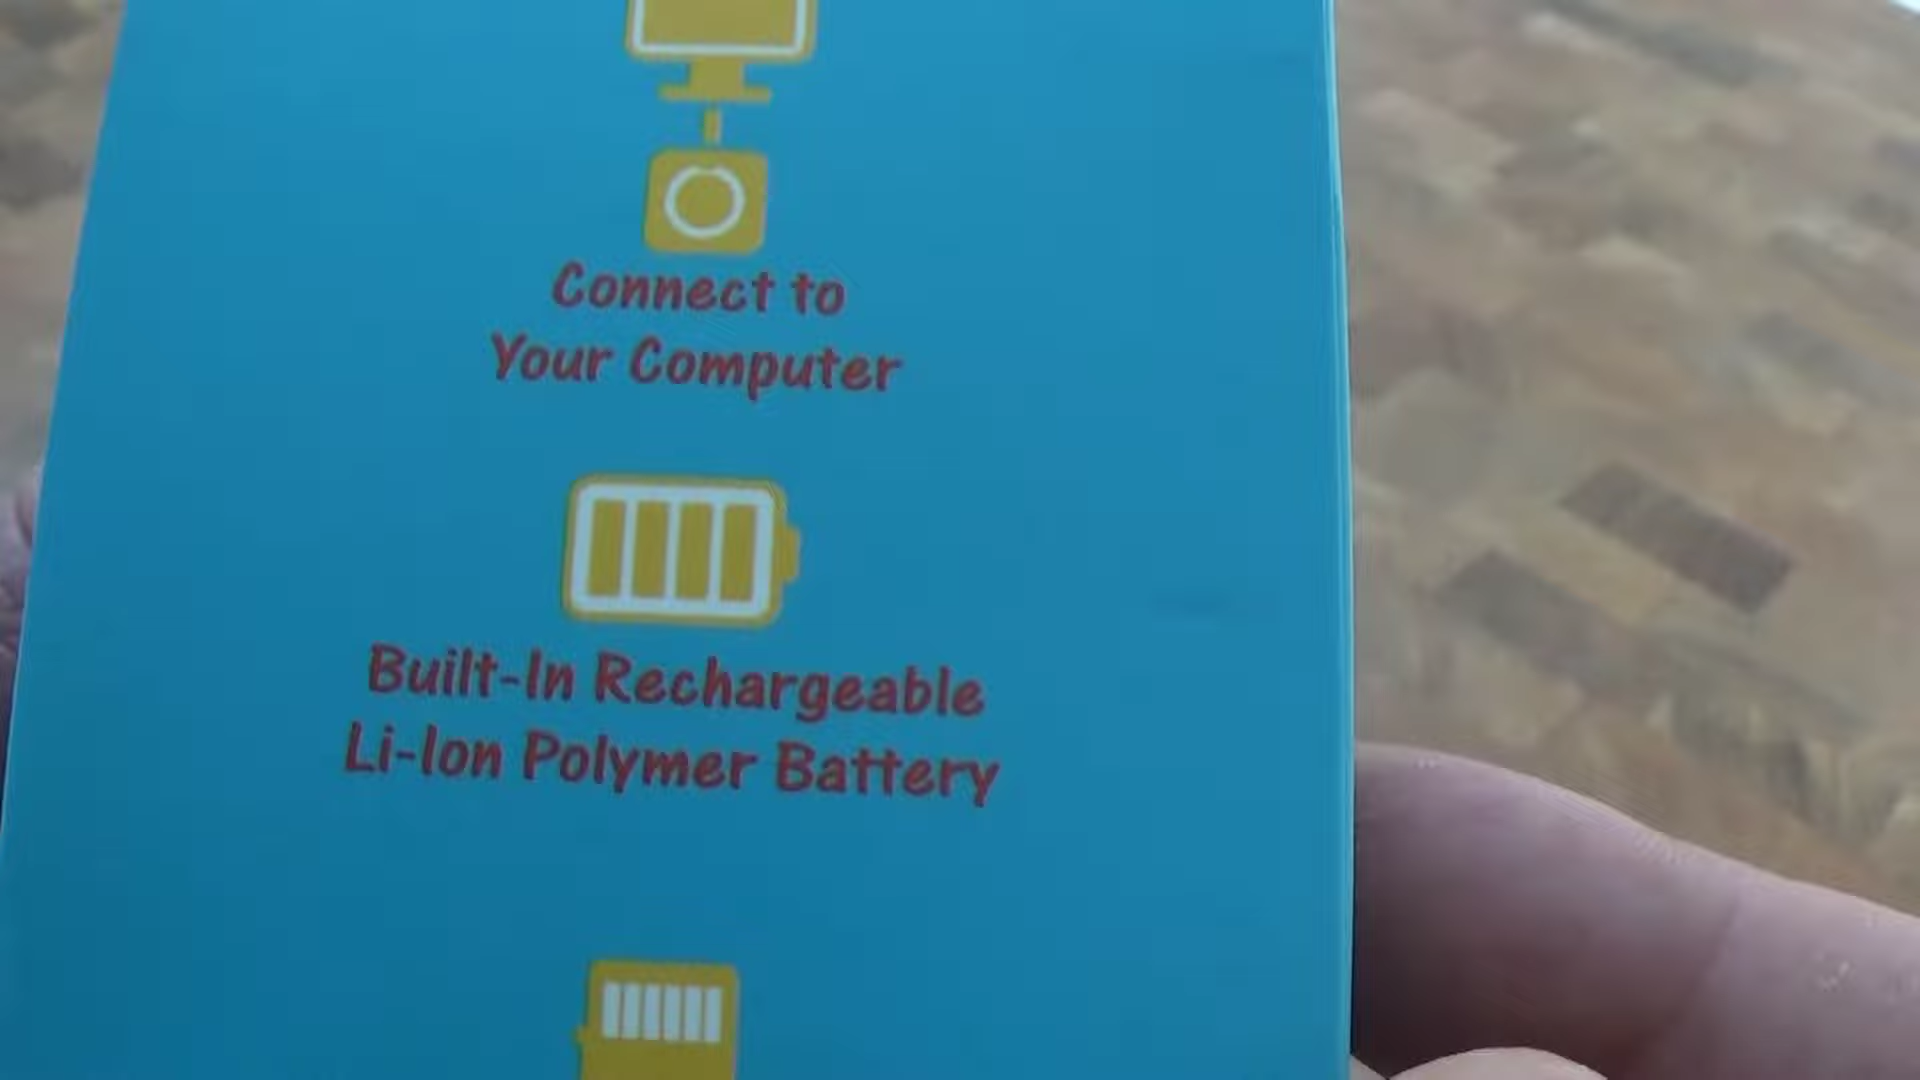 Connect to
Your Computer
Built-In Rechargeable
Li-Ion Polymer Battery